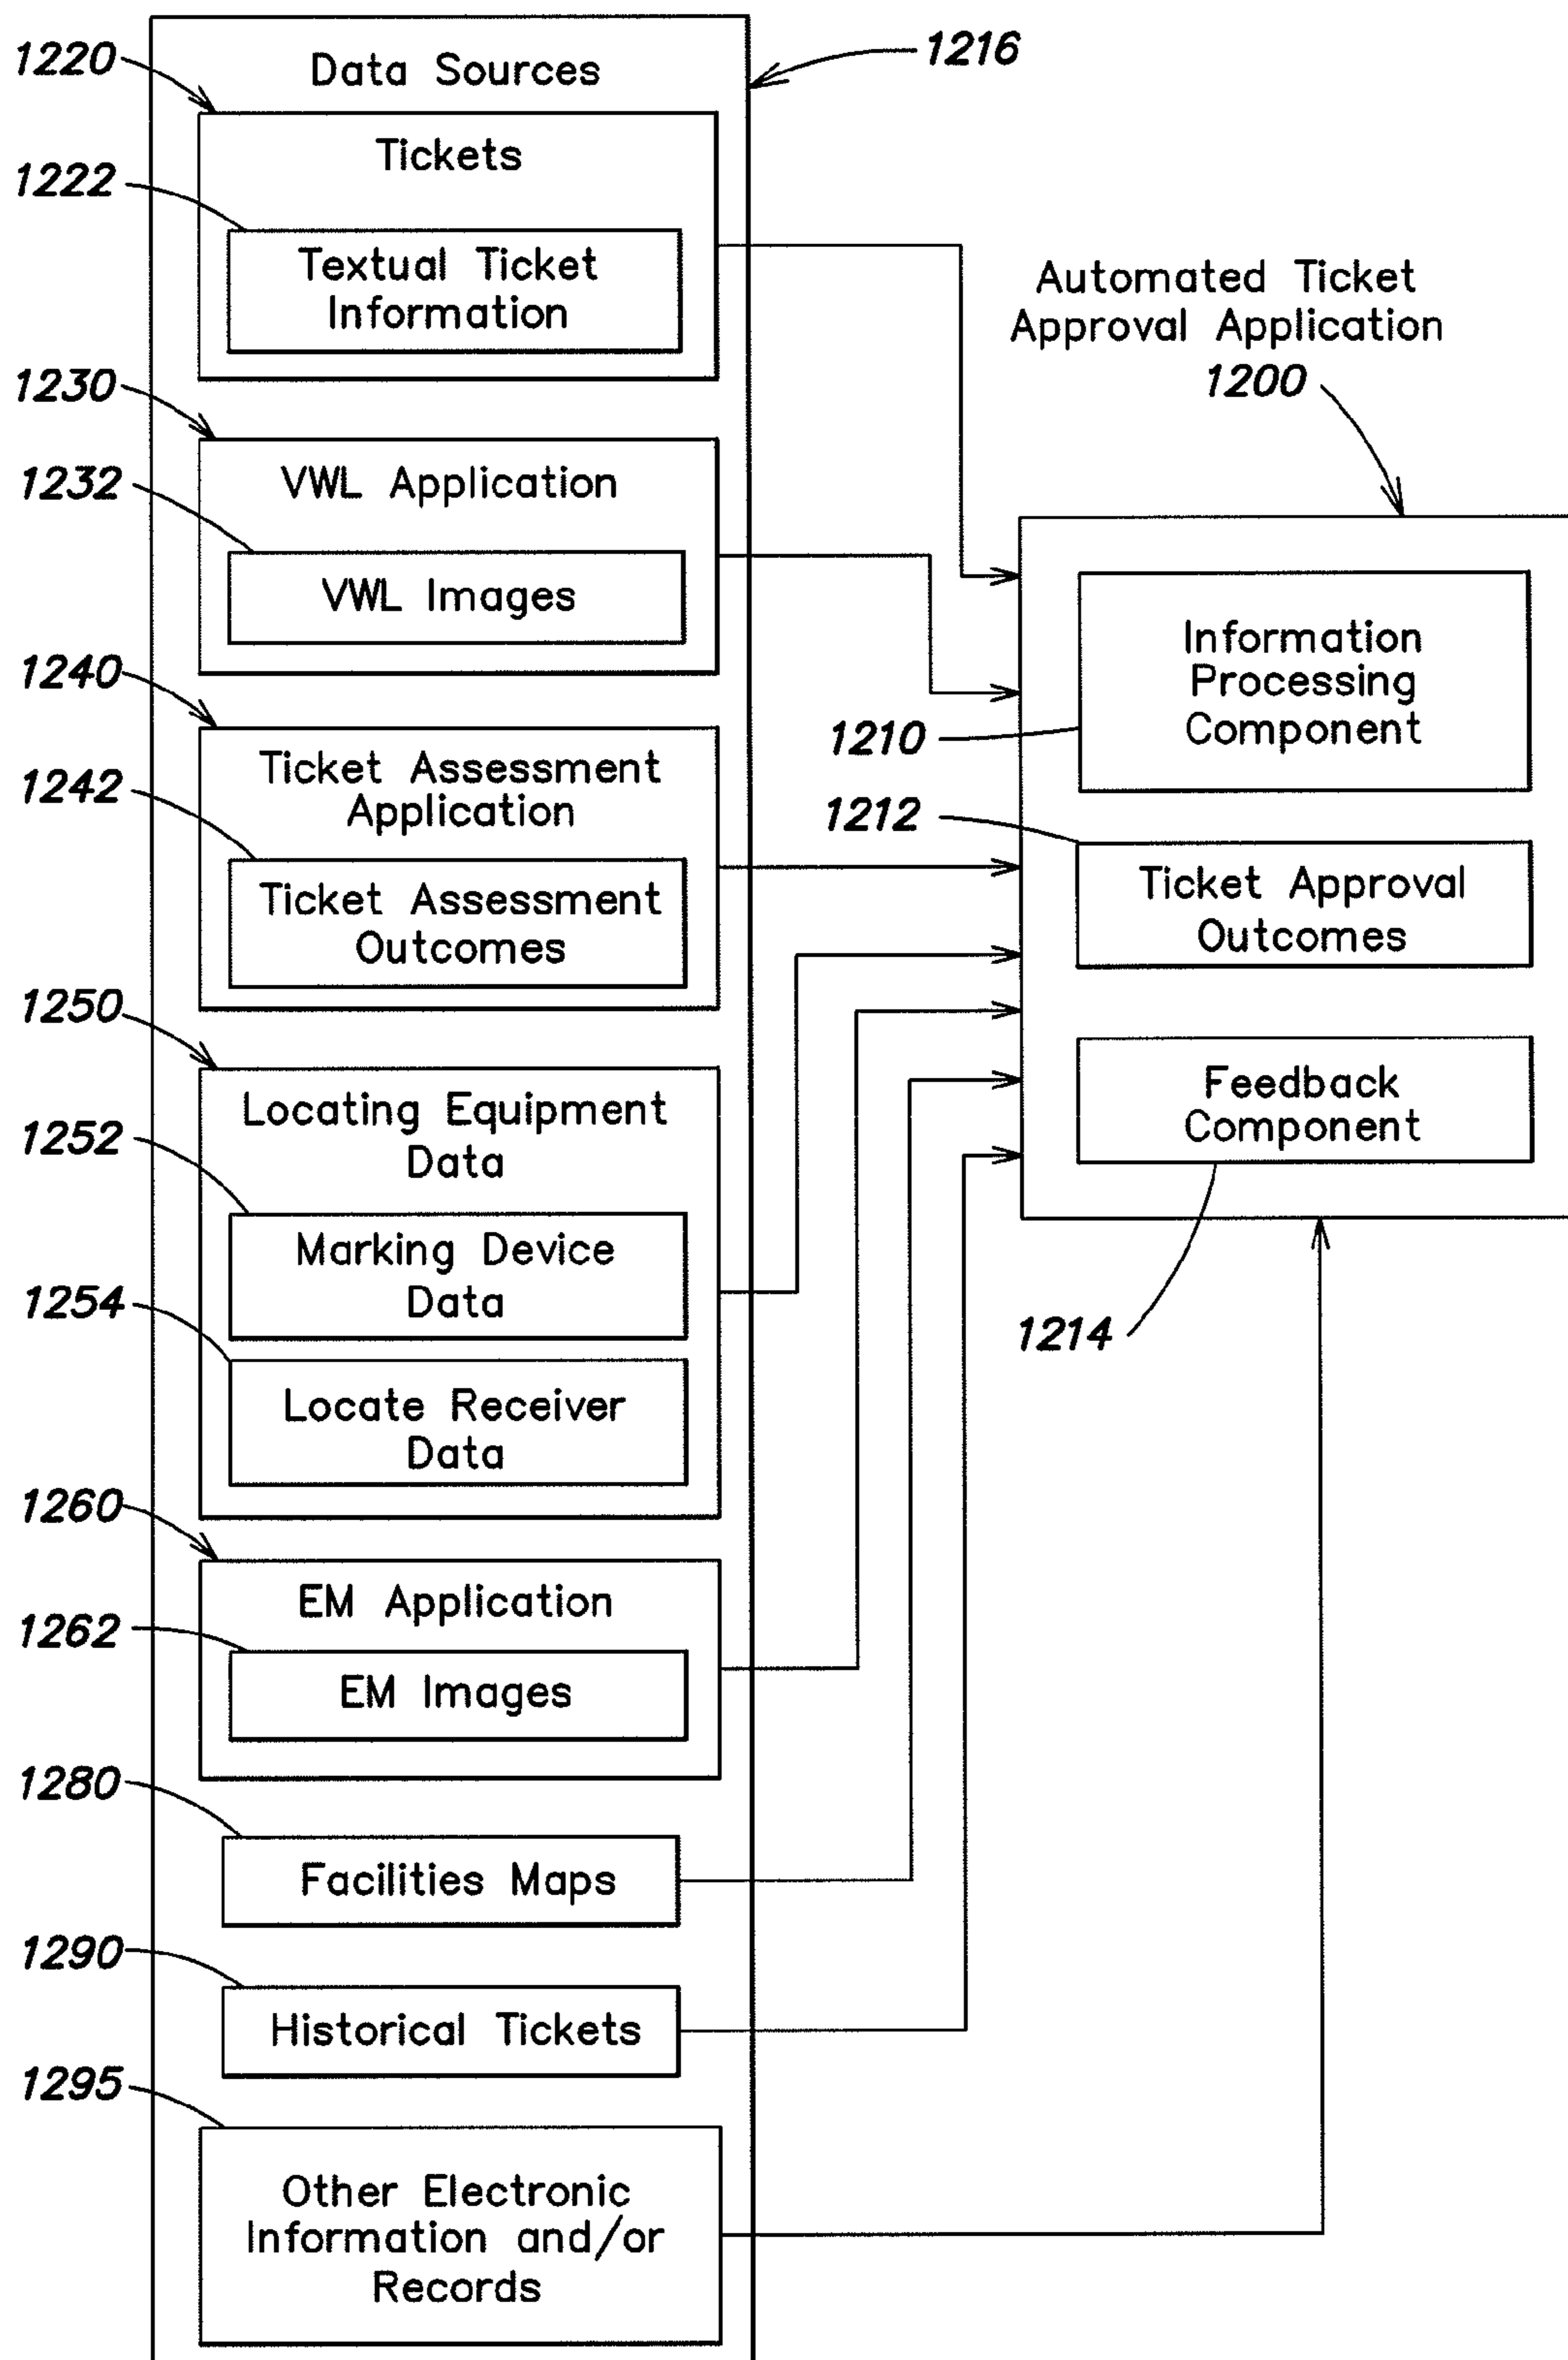 1220
Data Sources
1216
Tickets
1222
Textual Ticket
Information
Automated Ticket
Approval Application
1200
1230
VWL Application
1232
VWL Images
Information
Processing
Component
1210
1240
Ticket Assessment
Application
1242
Ticket Assessment
Outcomes
1212
Ticket Approval
Outcomes
1250
Locating Equipment
Data
1252
Marking Device
Data
1254
Locate Receiver
Data
Feedback
Component
1214
1260
EM Application
1262
EM Images
1280
Facilities Maps
1290
Historical Tickets
1295
Other Electronic
Information and/or
Records